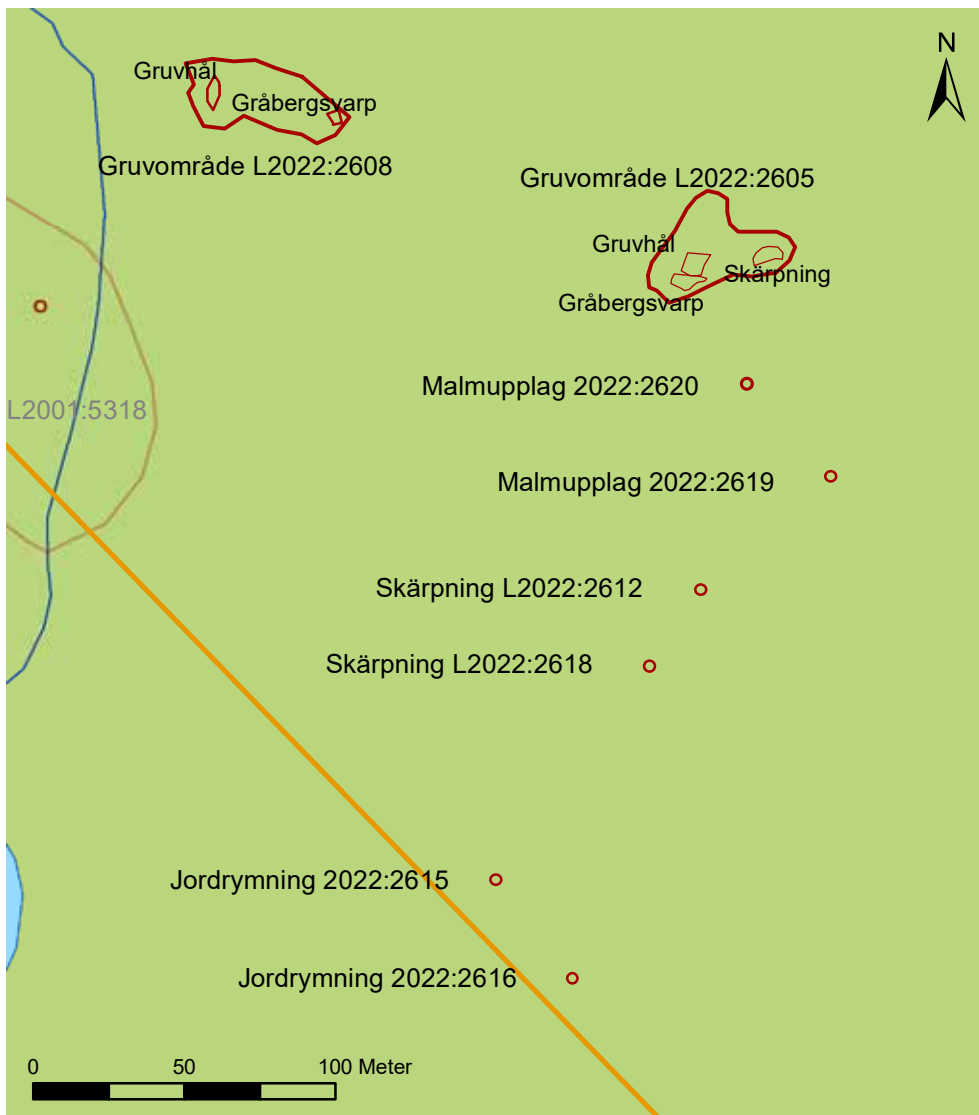 N
Gruvhål
Gråbergsvarp
Gruvområde L2022:2608
Gruvområde L2022:2605
Gruvhål
Skärpning
Gråbergsvarp
Malmupplag 2022:2620
L2001:5318
Malmupplag 2022:2619
Skärpning L2022:2612
Skärpning L2022:2618
Jordrymning 2022:2615
Jordrymning 2022:2616
0 50 100 Meter